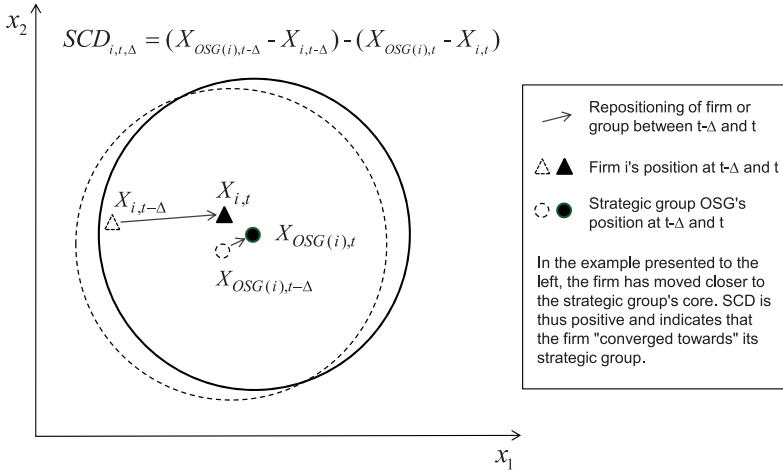 x₂
SCD_{i,t,Δ} = (X_{OSG(i),t-Δ} - X_{i,t-Δ}) - (X_{OSG(i),t} - X_{i,t})
Repositioning of firm or
group between t-Δ and t
Firm i's position at t-Δ and t
Strategic group OSG's
position at t-Δ and t
In the example presented to the
left, the firm has moved closer to
the strategic group's core. SCD is
thus positive and indicates that
the firm "converged towards" its
strategic group.
X_{i,t−Δ}
X_{i,t}
X_{OSG(i),t}
X_{OSG(i),t−Δ}
x₁